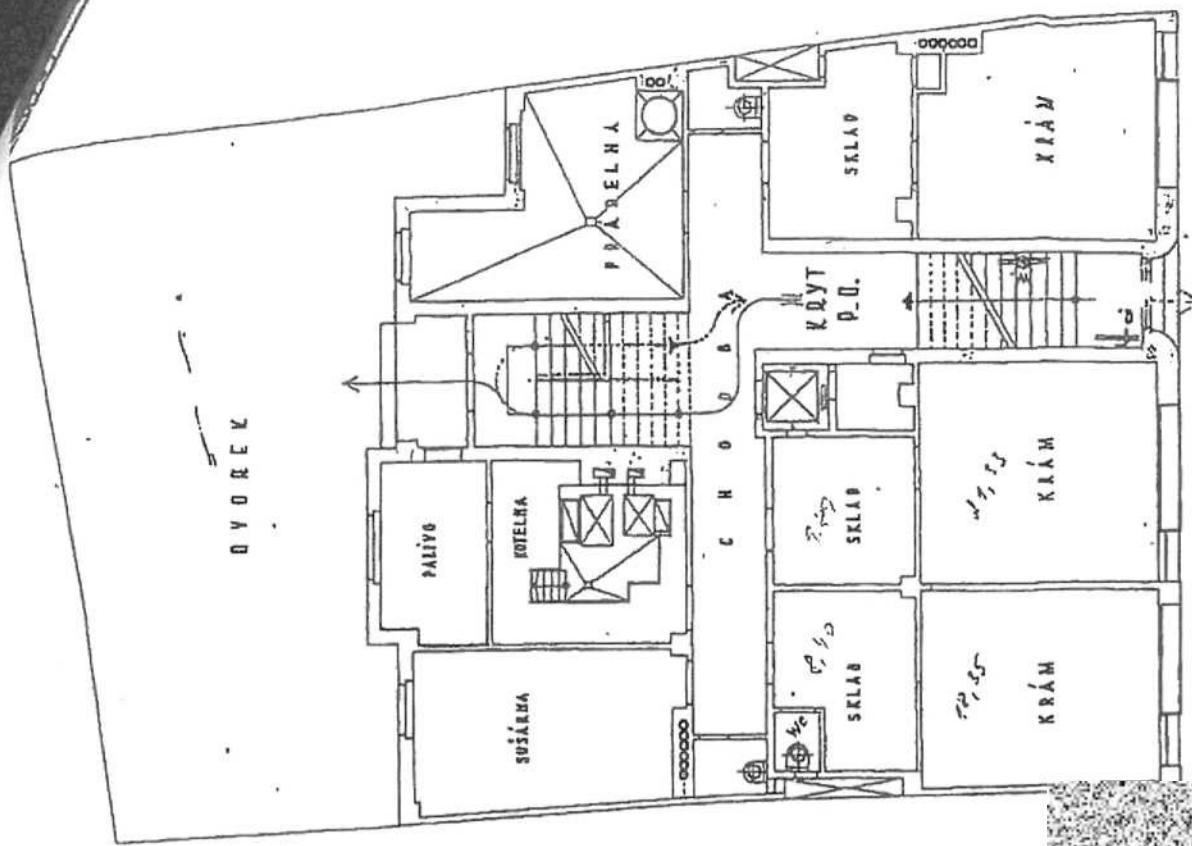 DVOREK
PALIVO
KOTELNA
SUŠÁRNA
PRÁDELNA
CHODBA
KRYT
P.O.
SKLAD
SKLAD
WC
SKLAD
KRÁM
KRÁM
KRÁM